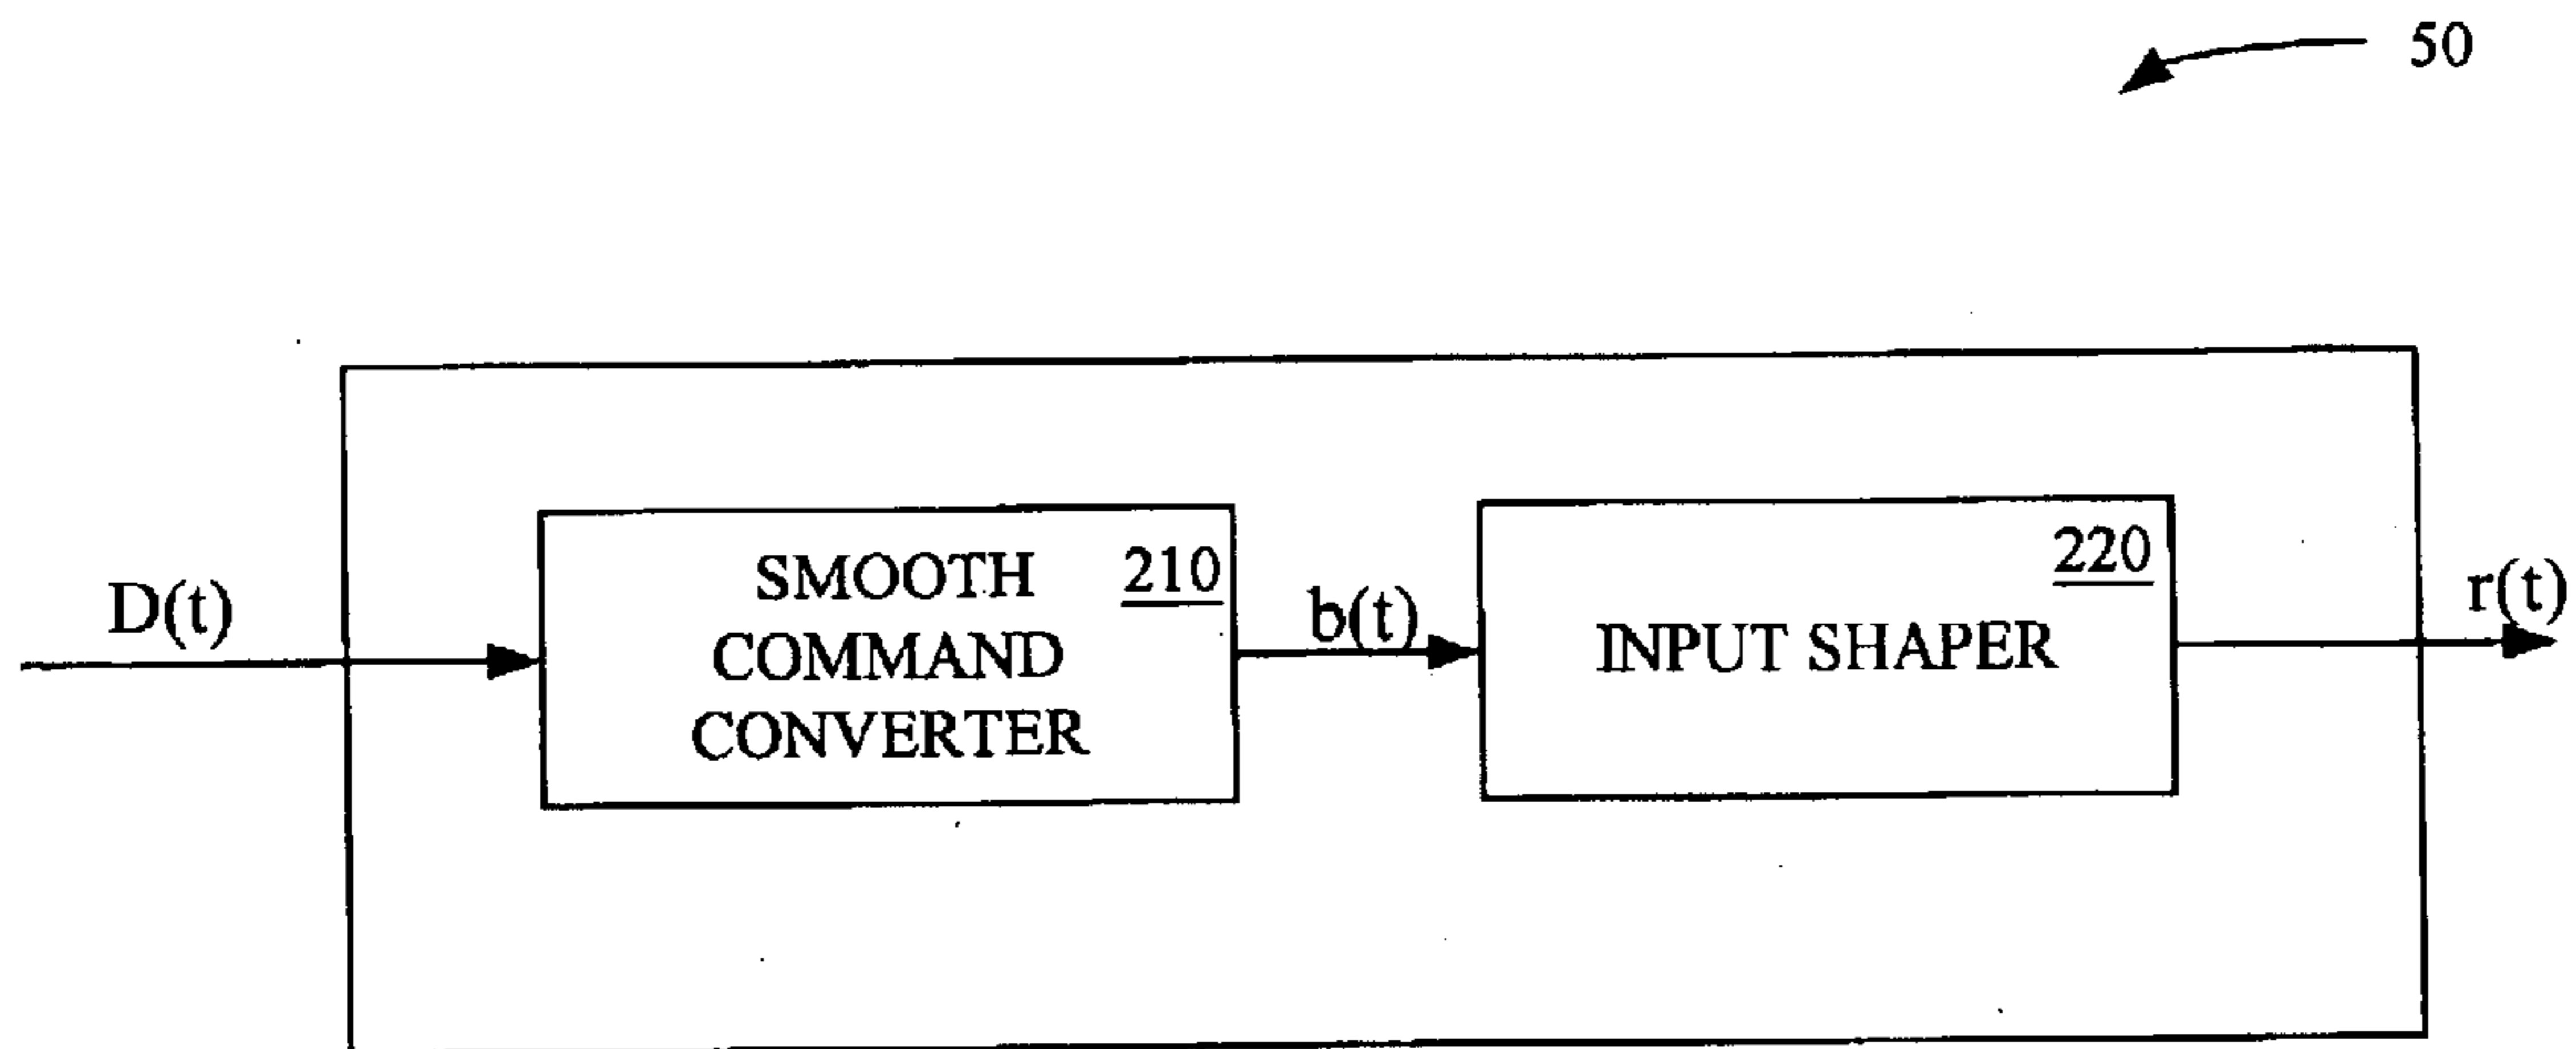 50
D(t)
SMOOTH
COMMAND
CONVERTER
210
b(t)
INPUT SHAPER
220
r(t)